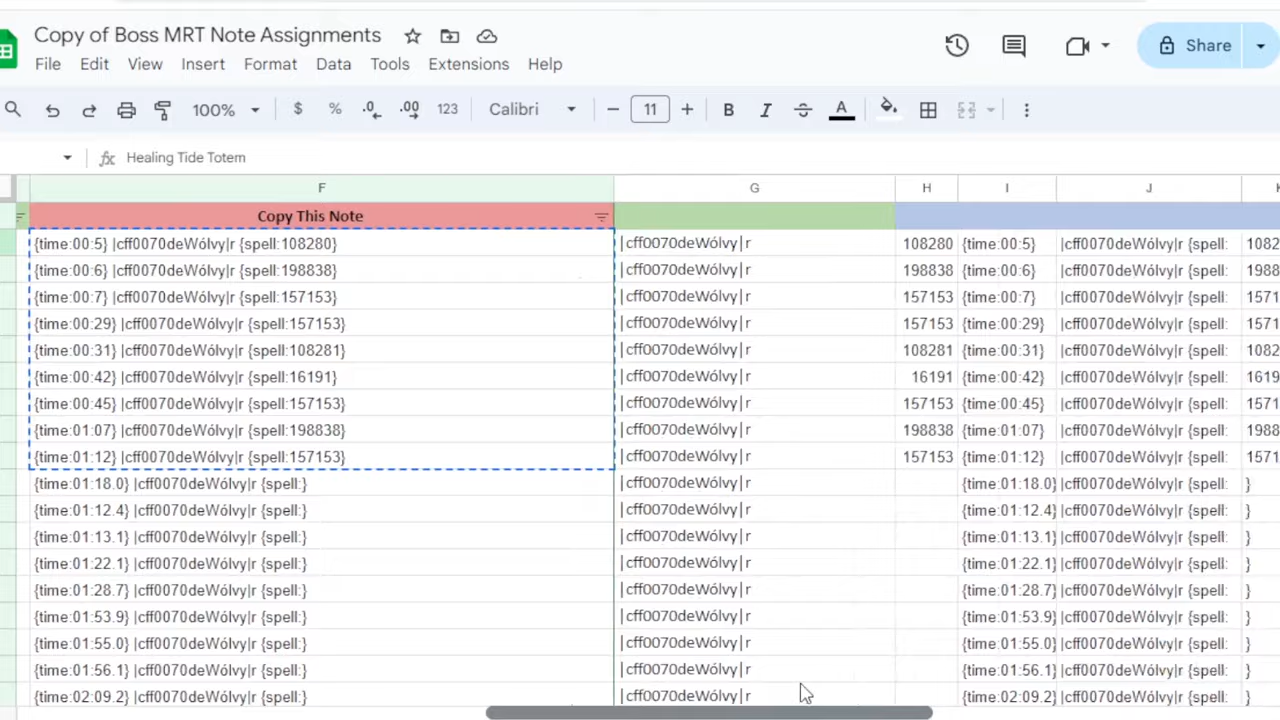 Copy of Boss MRT Note Assignments
File Edit View Insert Format Data Tools Extensions Help
Share
100% $ % .0 .00 123 Calibri 11 B I A
fx Healing Tide Totem
F G H I J
Copy This Note
{time:00:5} |cff0070deWólvy|r {spell:108280} |cff0070deWólvy|r 108280 {time:00:5} |cff0070deWólvy|r {spell: 1082
{time:00:6} |cff0070deWólvy|r {spell:198838} |cff0070deWólvy|r 198838 {time:00:6} |cff0070deWólvy|r {spell: 1988
{time:00:7} |cff0070deWólvy|r {spell:157153} |cff0070deWólvy|r 157153 {time:00:7} |cff0070deWólvy|r {spell: 1571
{time:00:29} |cff0070deWólvy|r {spell:157153} |cff0070deWólvy|r 157153 {time:00:29} |cff0070deWólvy|r {spell: 1571
{time:00:31} |cff0070deWólvy|r {spell:108281} |cff0070deWólvy|r 108281 {time:00:31} |cff0070deWólvy|r {spell: 1082
{time:00:42} |cff0070deWólvy|r {spell:16191} |cff0070deWólvy|r 16191 {time:00:42} |cff0070deWólvy|r {spell: 1619
{time:00:45} |cff0070deWólvy|r {spell:157153} |cff0070deWólvy|r 157153 {time:00:45} |cff0070deWólvy|r {spell: 1571
{time:01:07} |cff0070deWólvy|r {spell:198838} |cff0070deWólvy|r 198838 {time:01:07} |cff0070deWólvy|r {spell: 1988
{time:01:12} |cff0070deWólvy|r {spell:157153} |cff0070deWólvy|r 157153 {time:01:12} |cff0070deWólvy|r {spell: 1571
{time:01:18.0} |cff0070deWólvy|r {spell:} |cff0070deWólvy|r {time:01:18.0} |cff0070deWólvy|r {spell: }
{time:01:12.4} |cff0070deWólvy|r {spell:} |cff0070deWólvy|r {time:01:12.4} |cff0070deWólvy|r {spell: }
{time:01:13.1} |cff0070deWólvy|r {spell:} |cff0070deWólvy|r {time:01:13.1} |cff0070deWólvy|r {spell: }
{time:01:22.1} |cff0070deWólvy|r {spell:} |cff0070deWólvy|r {time:01:22.1} |cff0070deWólvy|r {spell: }
{time:01:28.7} |cff0070deWólvy|r {spell:} |cff0070deWólvy|r {time:01:28.7} |cff0070deWólvy|r {spell: }
{time:01:53.9} |cff0070deWólvy|r {spell:} |cff0070deWólvy|r {time:01:53.9} |cff0070deWólvy|r {spell: }
{time:01:55.0} |cff0070deWólvy|r {spell:} |cff0070deWólvy|r {time:01:55.0} |cff0070deWólvy|r {spell: }
{time:01:56.1} |cff0070deWólvy|r {spell:} |cff0070deWólvy|r {time:01:56.1} |cff0070deWólvy|r {spell: }
{time:02:09.2} |cff0070deWólvy|r {spell:} |cff0070deWólvy|r {time:02:09.2} |cff0070deWólvy|r {spell: }